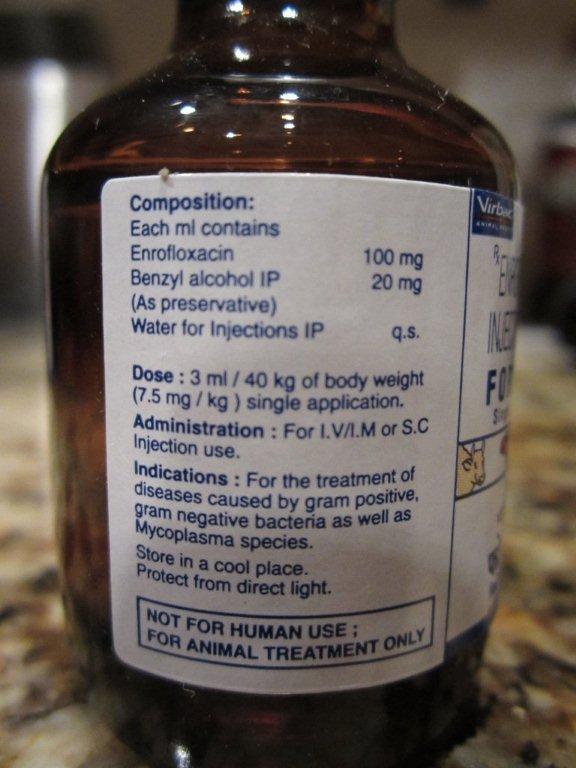 Composition:
Each ml contains
Enrofloxacin 100 mg
Benzyl alcohol IP 20 mg
(As preservative)
Water for Injections IP q.s.
Dose : 3 ml / 40 kg of body weight
(7.5 mg / kg ) single application.
Administration : For I.V/I.M or S.C
Injection use.
Indications : For the treatment of
diseases caused by gram positive,
gram negative bacteria as well as
Mycoplasma species.
Store in a cool place.
Protect from direct light.
NOT FOR HUMAN USE ;
FOR ANIMAL TREATMENT ONLY